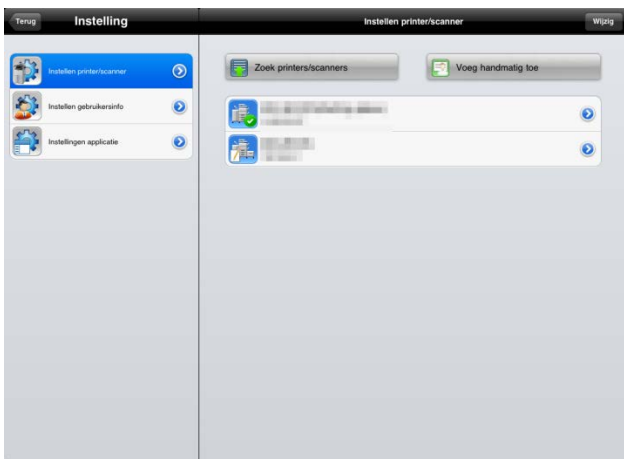 Terug
Instelling
Instellen printer/scanner
Wijzig
Instellen printer/scanner
Instellen gebruikersinfo
Instellingen applicatie
Zoek printers/scanners
Voeg handmatig toe